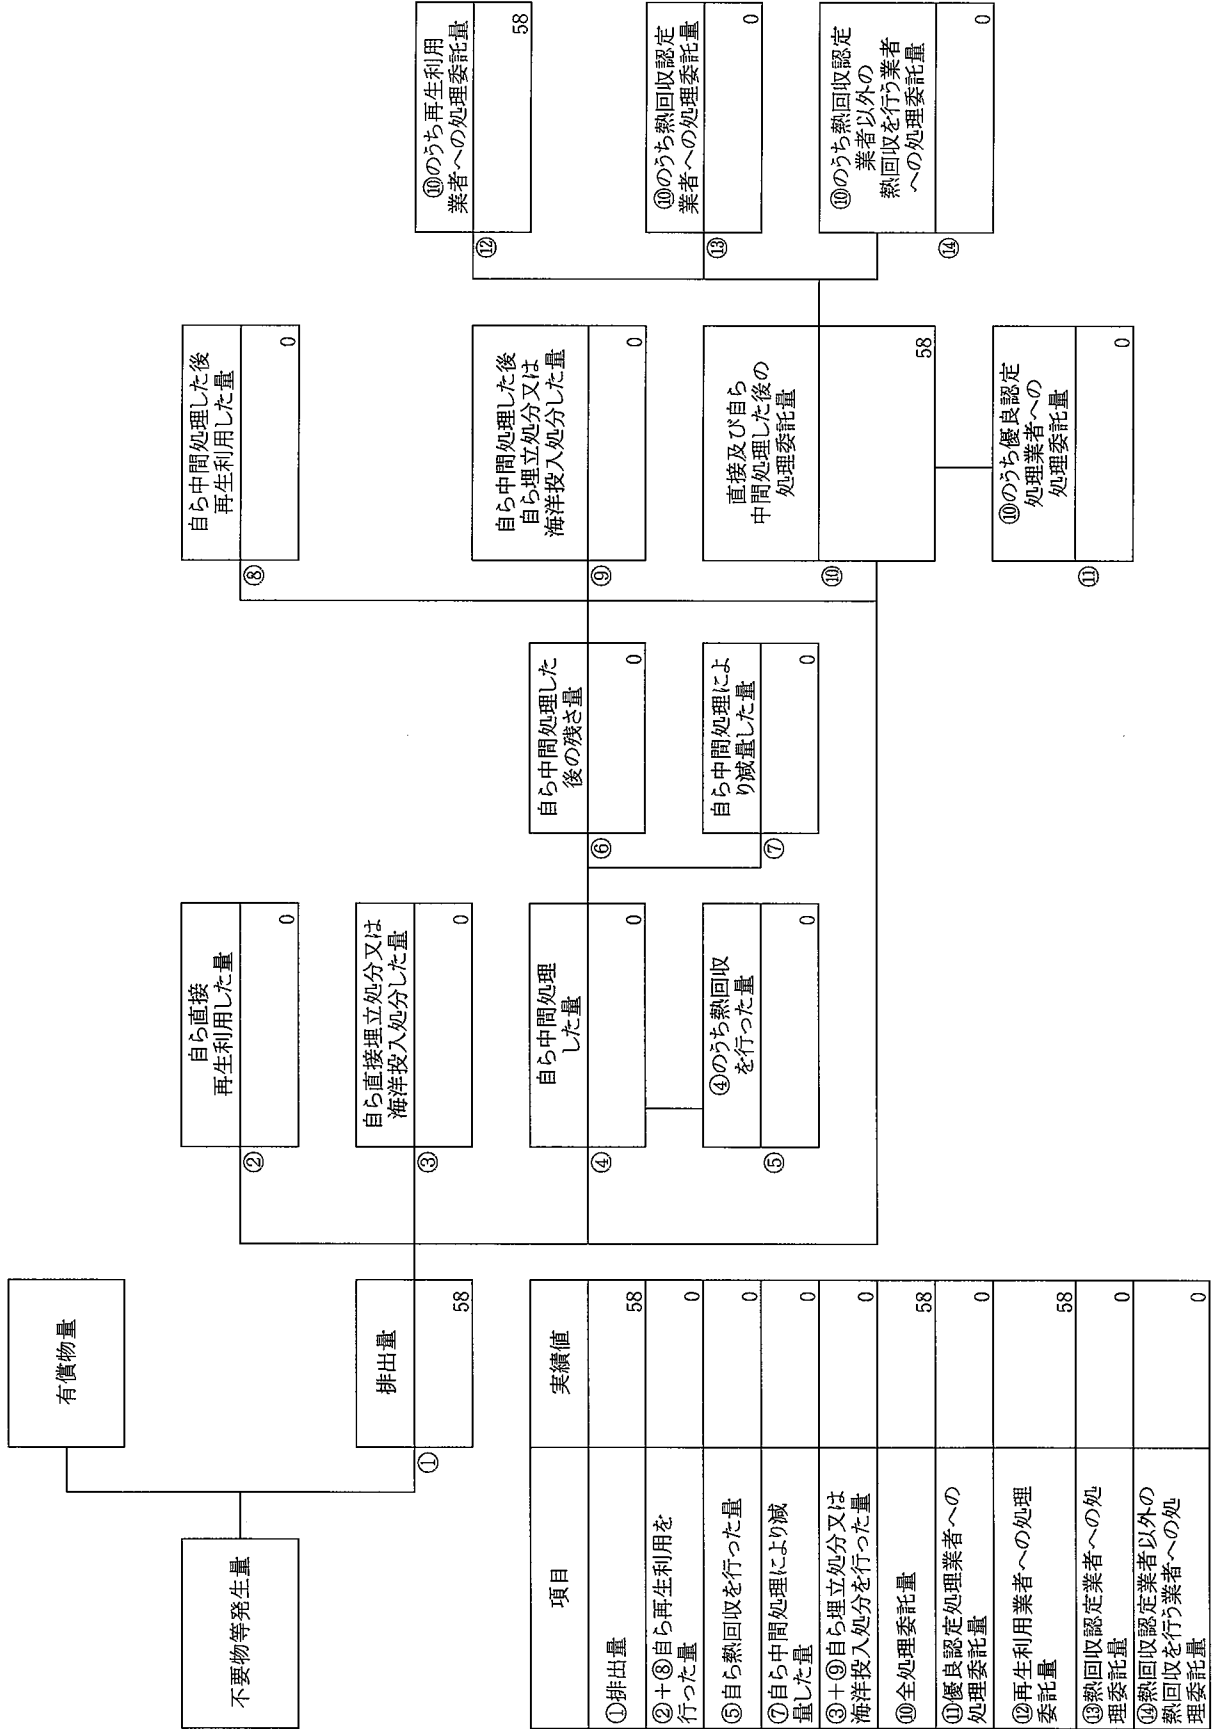 不要物等発生量
有償物量
①
排出量
58
②
自ら直接
再生利用した量
0
③
自ら直接埋立処分又は
海洋投入処分した量
0
④
自ら中間処理
した量
0
⑤
④のうち熱回収
を行った量
0
⑥
自ら中間処理した
後の残さ量
0
⑦
自ら中間処理によ
り減量した量
0
⑧
自ら中間処理した後
再生利用した量
0
⑨
自ら中間処理した後
自ら埋立処分又は
海洋投入処分した量
0
⑩
直接及び自ら
中間処理した後の
処理委託量
58
⑪
⑩のうち優良認定
処理業者への
処理委託量
0
⑫
⑩のうち再生利用
業者への処理委託量
58
⑬
⑩のうち熱回収認定
業者への処理委託量
0
⑭
⑩のうち熱回収認定
業者以外の
熱回収を行う業者
への処理委託量
0
項目 実績値
①排出量 58
②+⑧自ら再生利用を
行った量 0
⑤自ら熱回収を行った量 0
⑦自ら中間処理により減
量した量 0
③+⑨自ら埋立処分又は
海洋投入処分を行った量 0
⑩全処理委託量 58
⑪優良認定処理業者への
処理委託量 0
⑫再生利用業者への処理
委託量 58
⑬熱回収認定業者への処
理委託量 0
⑭熱回収認定業者以外の
熱回収を行う業者への処
理委託量 0